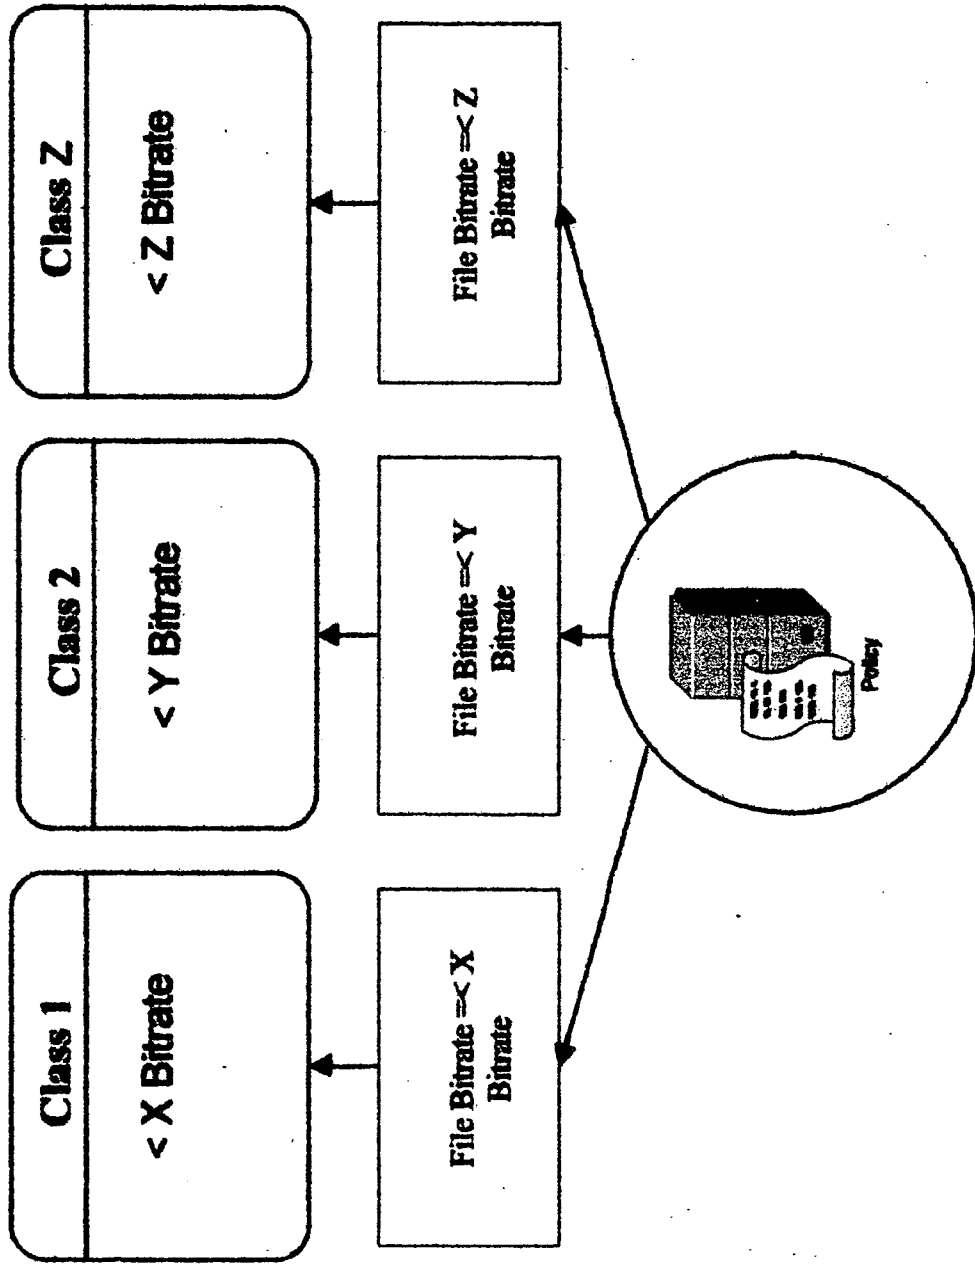 Class 1
< X Bitrate
File Bitrate =< X
Bitrate
Class 2
< Y Bitrate
File Bitrate =< Y
Bitrate
Class Z
< Z Bitrate
File Bitrate =< Z
Bitrate
Policy